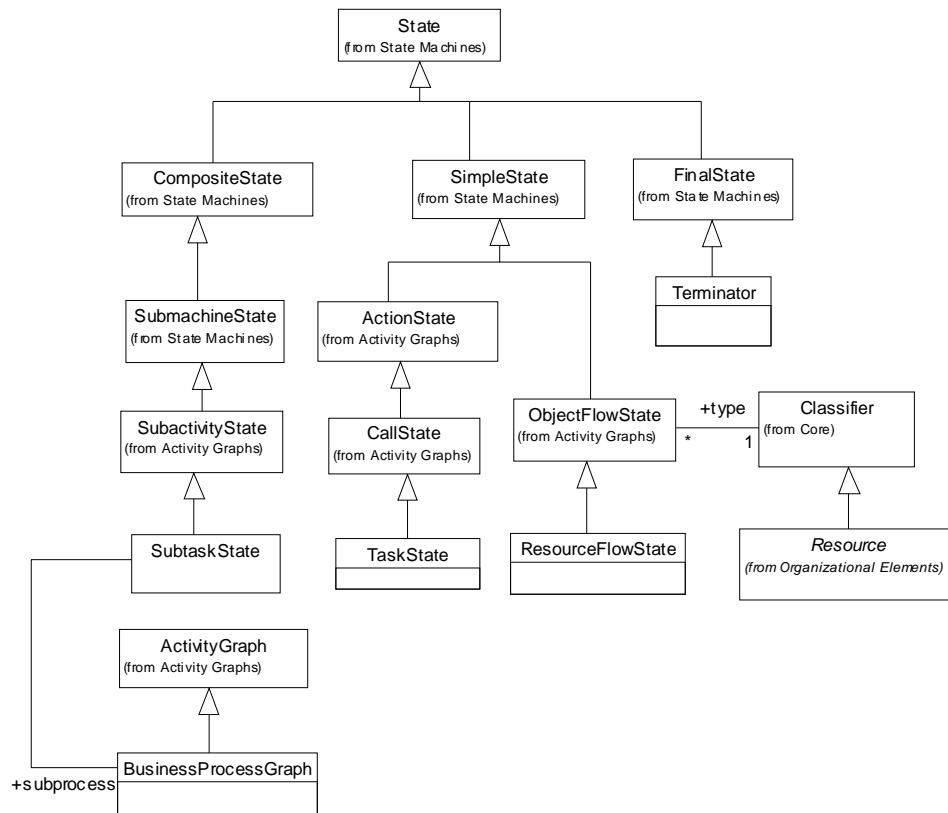 State
(from State Machines)
CompositeState
(from State Machines)
SimpleState
(from State Machines)
FinalState
(from State Machines)
Terminator
SubmachineState
(from State Machines)
ActionState
(from Activity Graphs)
SubactivityState
(from Activity Graphs)
CallState
(from Activity Graphs)
ObjectFlowState
(from Activity Graphs)
+type
*
1
Classifier
(from Core)
SubtaskState
TaskState
ResourceFlowState
Resource
(from Organizational Elements)
ActivityGraph
(from Activity Graphs)
BusinessProcessGraph
+subprocess